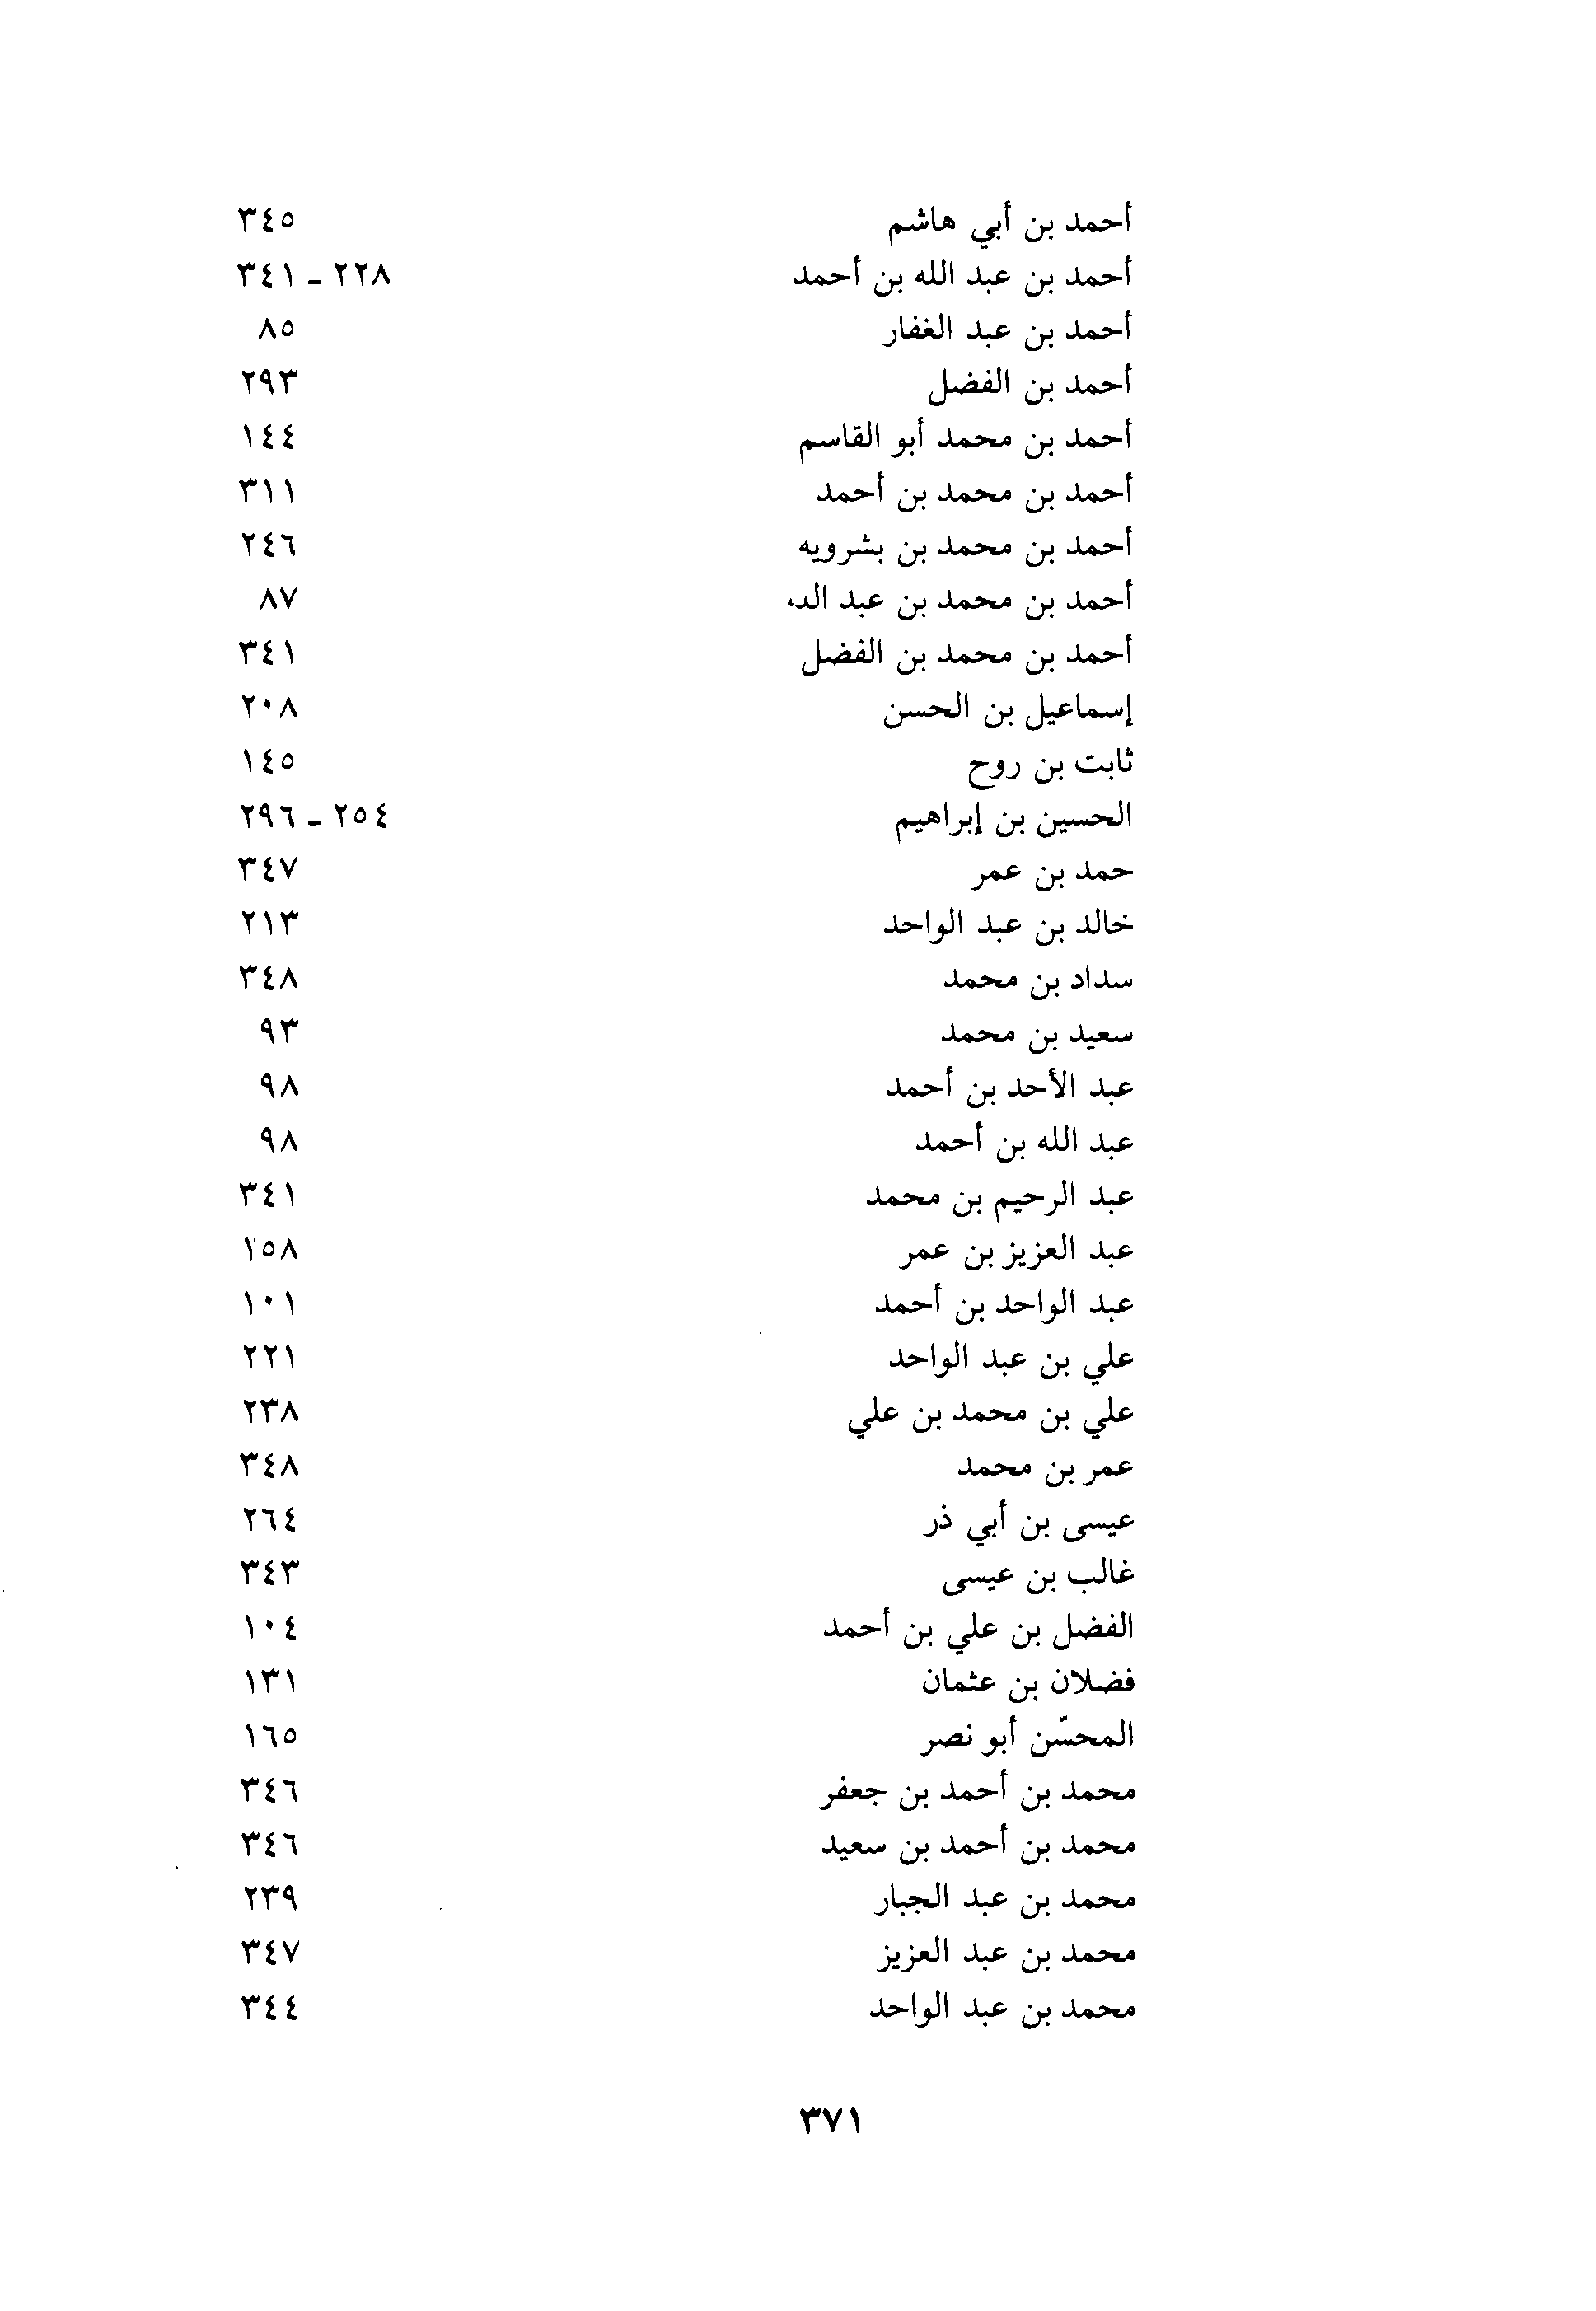 أحمد بن أبي هاشم ٣٤٥
أحمد بن عبد الله بن أحمد ٢٢٨ - ٣٤١
أحمد بن عبد الغفار ٨٥
أحمد بن الفضل ٢٩٣
أحمد بن محمد أبو القاسم ١٤٤
أحمد بن محمد بن أحمد ٣١١
أحمد بن محمد بن بشرويه ٢٤٦
أحمد بن محمد بن عبد الله ٨٧
أحمد بن محمد بن الفضل ٣٤١
إسماعيل بن الحسن ٢٠٨
ثابت بن روح ١٤٥
الحسين بن إبراهيم ٢٥٤ - ٢٩٦
حمد بن عمر ٣٤٧
خالد بن عبد الواحد ٢١٣
سداد بن محمد ٣٤٨
سعيد بن محمد ٩٣
عبد الأحد بن أحمد ٩٨
عبد الله بن أحمد ٩٨
عبد الرحيم بن محمد ٣٤١
عبد العزيز بن عمر ١٥٨
عبد الواحد بن أحمد ١٠١
علي بن عبد الواحد ٢٢١
علي بن محمد بن علي ٢٣٨
عمر بن محمد ٣٤٨
عيسى بن أبي ذر ٢٦٤
غالب بن عيسى ٣٤٣
الفضل بن علي بن أحمد ١٠٤
فضلان بن عثمان ١٣١
المحسّن أبو نصر ١٦٥
محمد بن أحمد بن جعفر ٣٤٦
محمد بن أحمد بن سعيد ٣٤٦
محمد بن عبد الجبار ٢٣٩
محمد بن عبد العزيز ٣٤٧
محمد بن عبد الواحد ٣٤٤
٣٧١